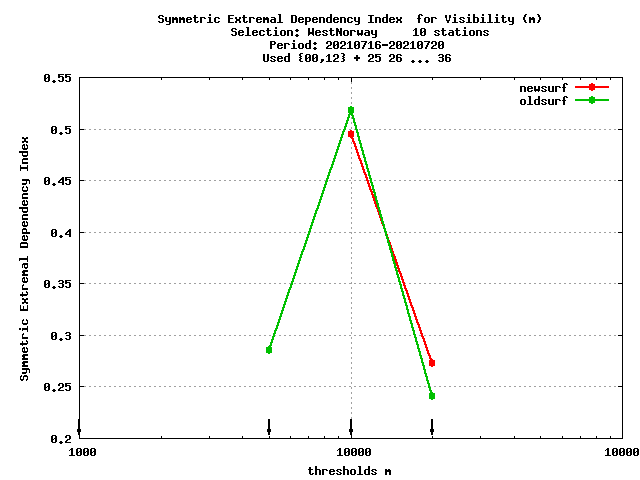 Symmetric Extremal Dependency Index  for Visibility (m)
Selection: WestNorway     10 stations
Period: 20210716-20210720
Used {00,12} + 25 26 ... 36
newsurf
oldsurf
Symmetric Extremal Dependency Index
0.55
0.5
0.45
0.4
0.35
0.3
0.25
0.2
1000
10000
10000
thresholds m